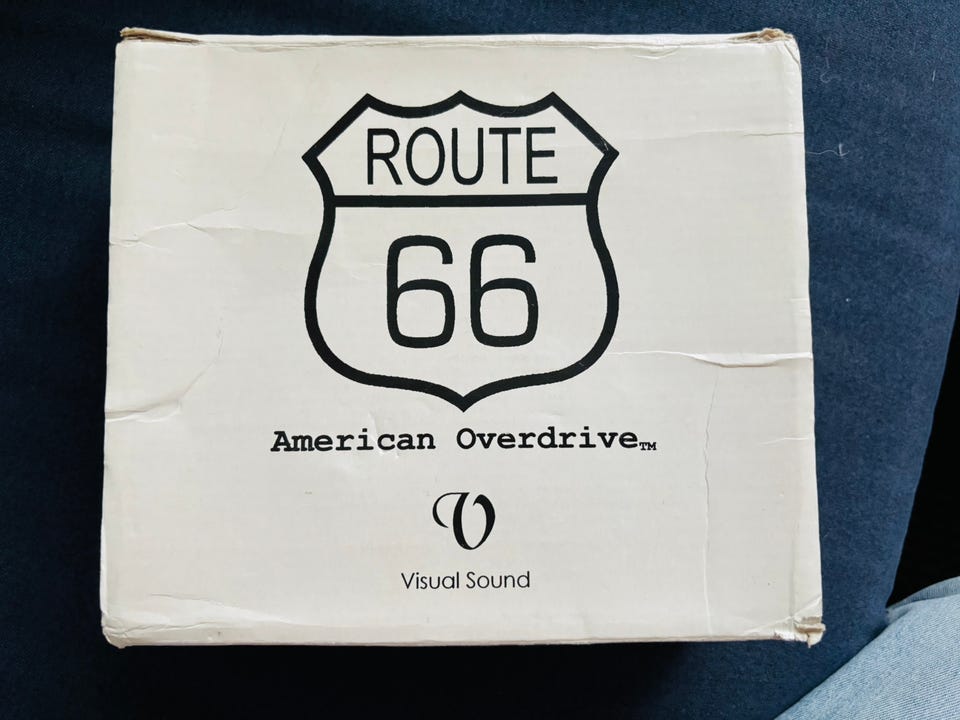 ROUTE
66
American Overdrive™
V
Visual Sound